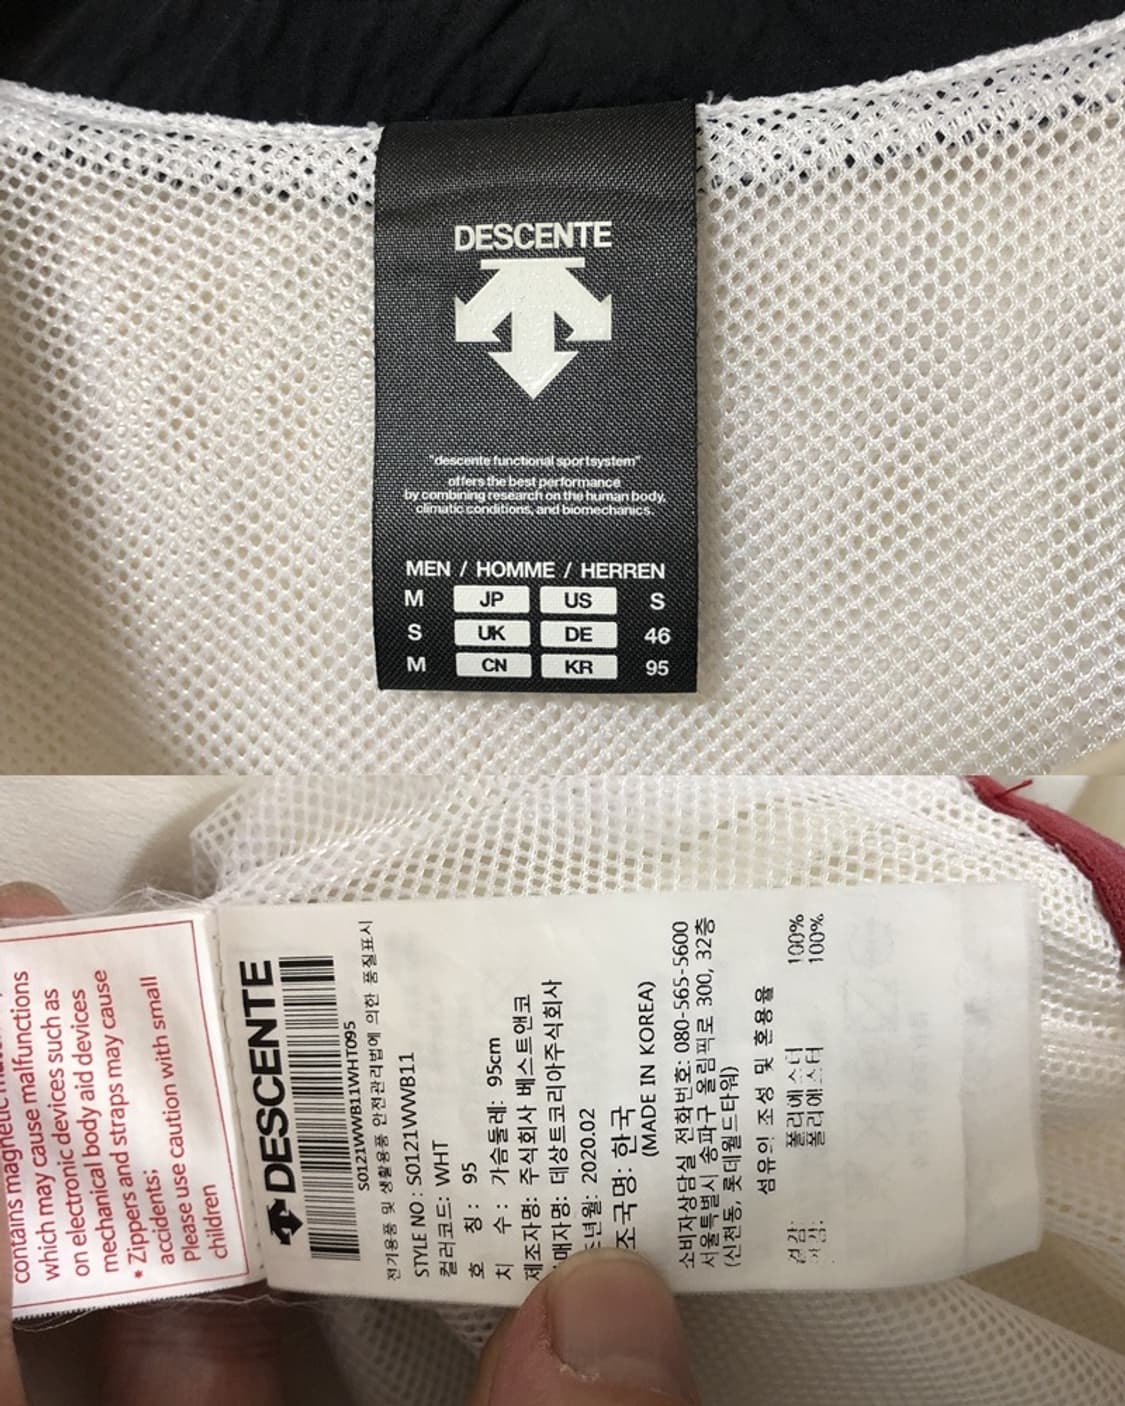 DESCENTE
"descente functional sportsystem"
offers the best performance
by combining research on the human body,
climatic conditions, and biomechanics.
MEN / HOMME / HERREN
M JP US S
S UK DE 46
M CN KR 95
contains magnetic
which may cause malfunctions
on electronic devices such as
mechanical body aid devices
* Zippers and straps may cause
accidents;
Please use caution with small
children
DESCENTE
S0121WWB11WHT095
전기용품 및 생활용품 안전관리법에 의한 품질표시
STYLE NO : S0121WWB11
컬러코드: WHT
호 칭: 95
치 수: 가슴둘레: 95cm
제조자명: 주식회사 베스트앤코
매자명: 데상트코리아주식회사
년월: 2020.02
조국명: 한국
(MADE IN KOREA)
소비자상담실 전화번호: 080-565-5600
서울특별시 송파구 올림픽로 300, 32층
(신천동, 롯데월드타워)
섬유의 조성 및 혼용율
겉감: 폴리에스터 100%
폴리에스터 100%